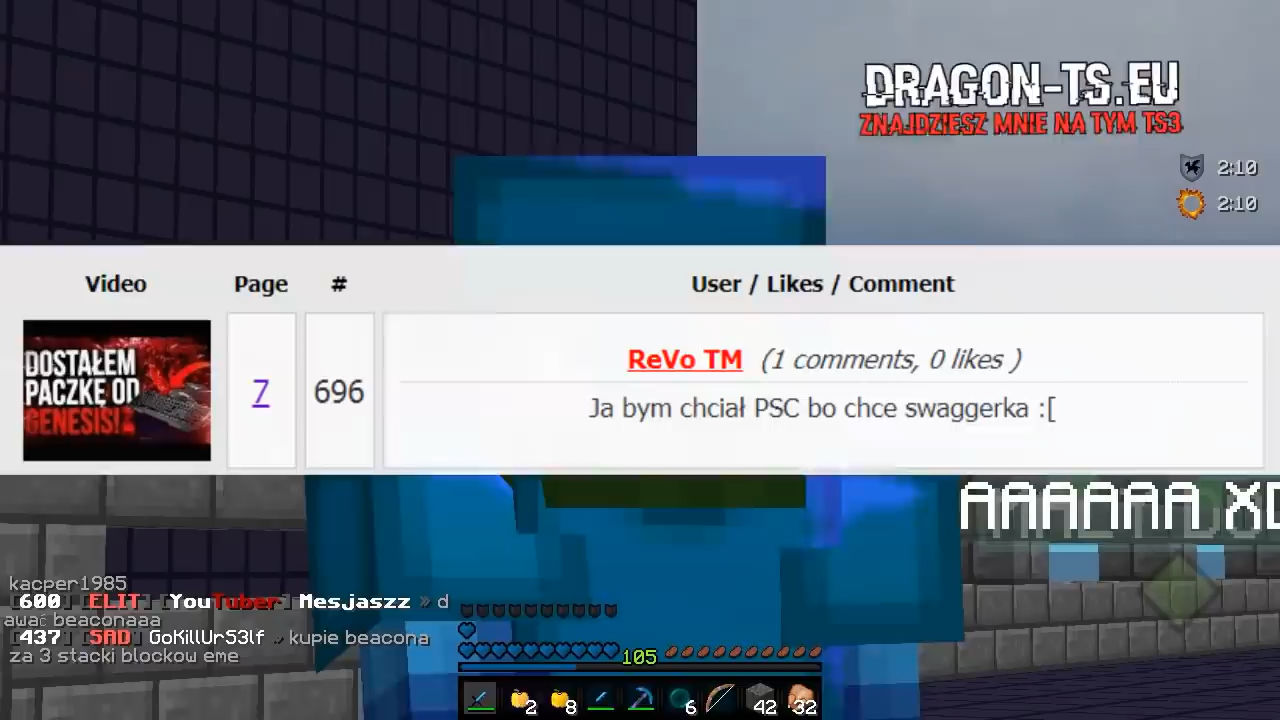 DRAGON-TS.EU
ZNAJDZIESZ MNIE NA TYM TS3
2:10
2:10
Video Page # User / Likes / Comment
DOSTAŁEM
PACZKĘ OD
GENESIS!
7
696
ReVo TM (1 comments, 0 likes )
Ja bym chciał PSC bo chce swaggerka :[
AAAAAA XD
kacper1985
600 ELIT YouTuber Mesjaszz » d
awać beaconaaa
437 SAD GoKillUrS3lf » kupie beacona
za 3 stacki blockow eme
105
2 8 6 42 32